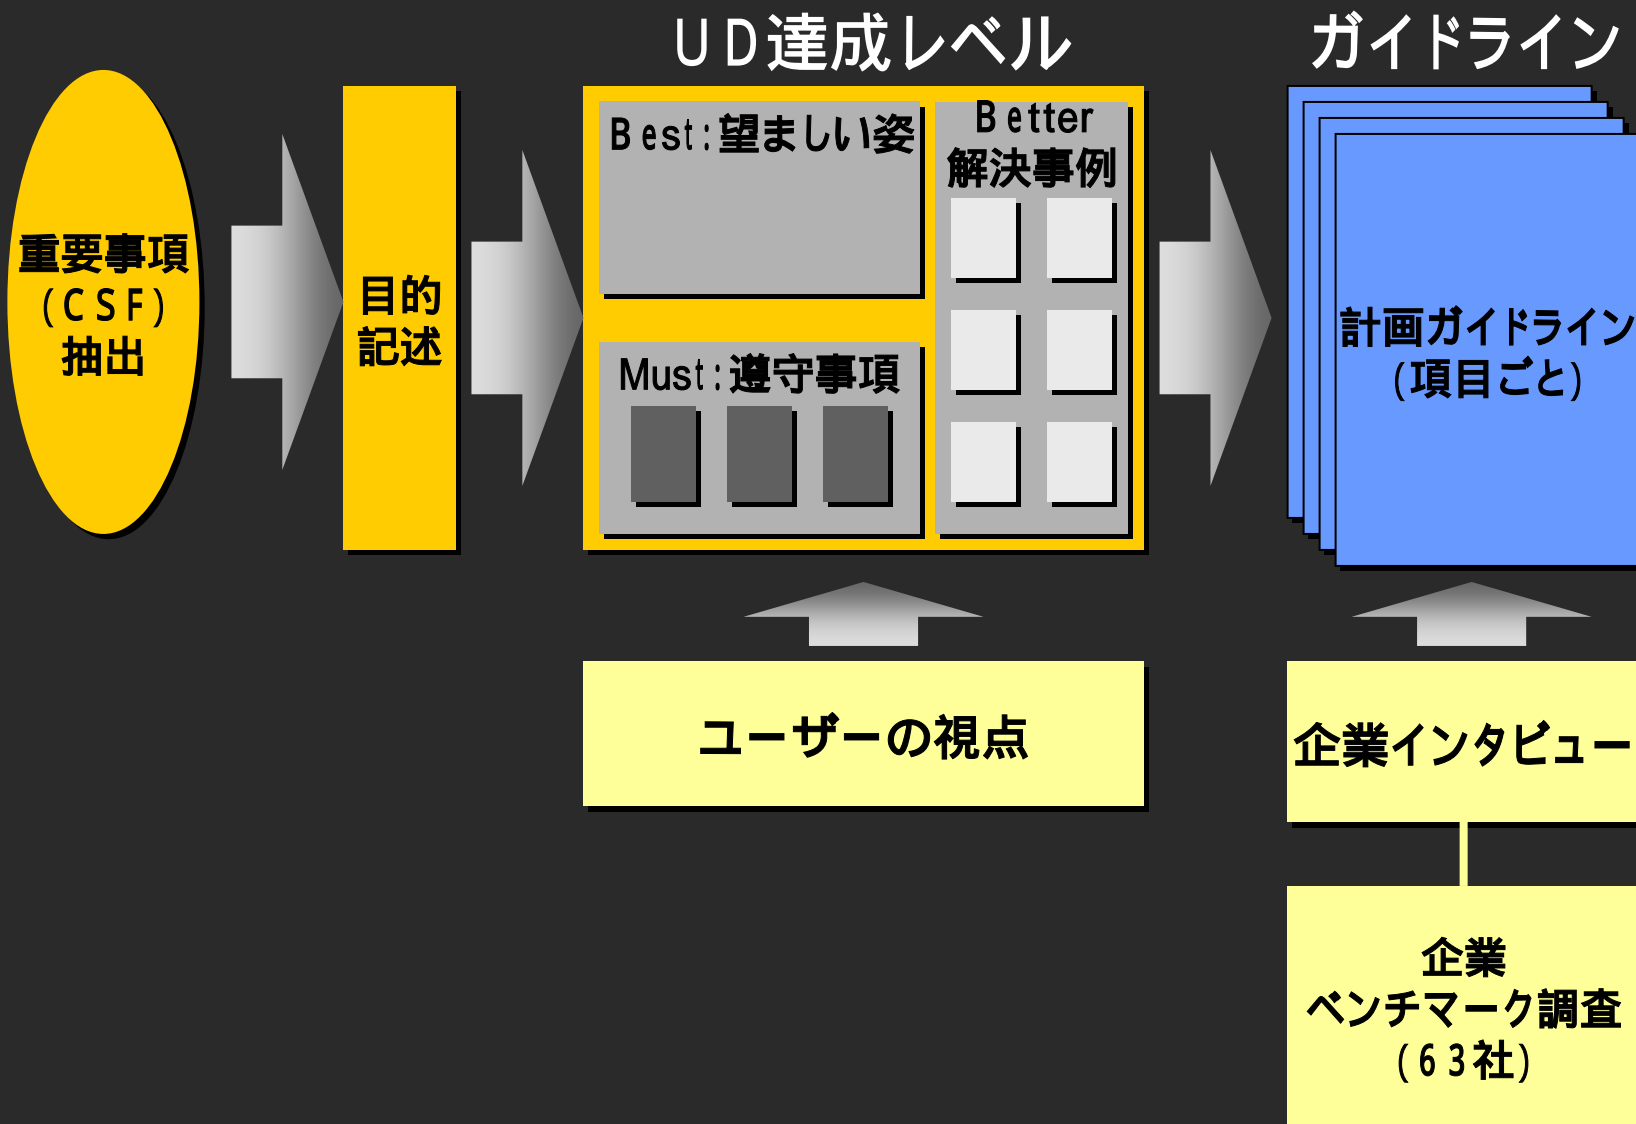 UD達成レベル
ガイドライン
重要事項
(CSF)
抽出
目的
記述
Best:望ましい姿
Better
解決事例
Must:遵守事項
計画ガイドライン
(項目ごと)
ユーザーの視点
企業インタビュー
企業
ベンチマーク調査
(63社)